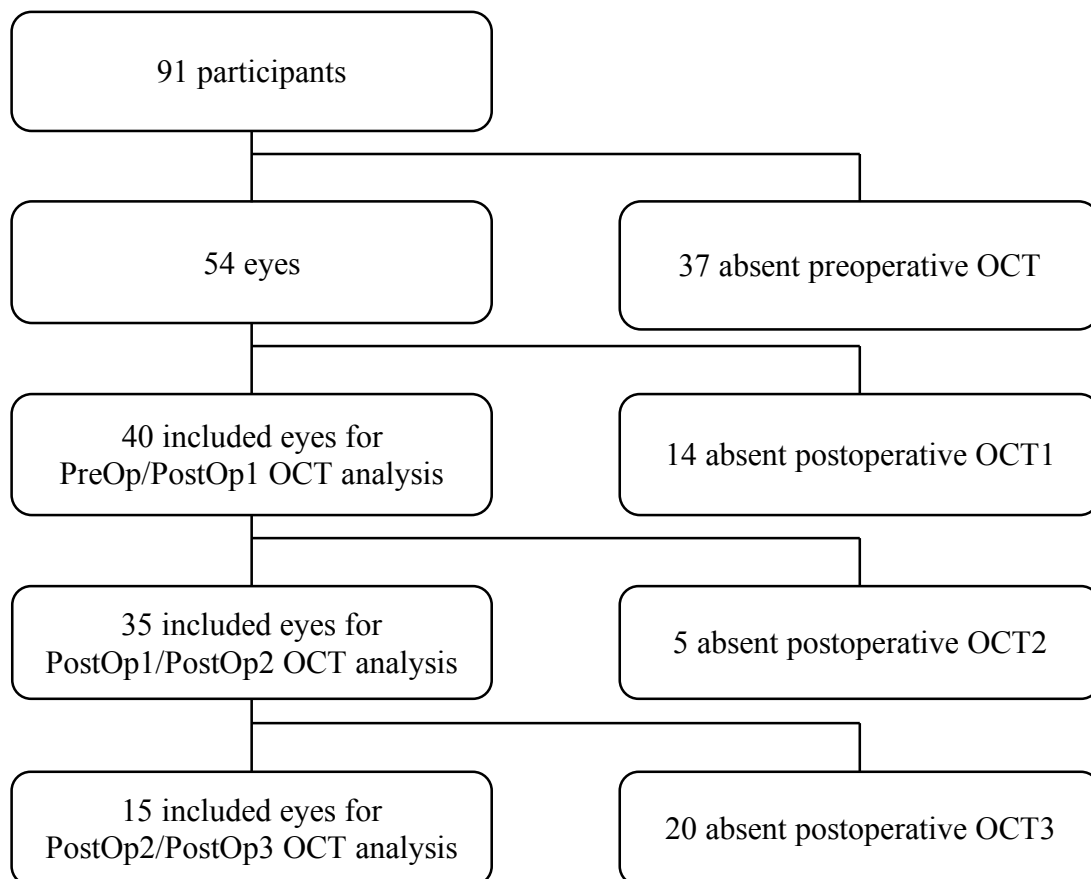 91 participants
54 eyes
37 absent preoperative OCT
40 included eyes for
PreOp/PostOp1 OCT analysis
14 absent postoperative OCT1
35 included eyes for
PostOp1/PostOp2 OCT analysis
5 absent postoperative OCT2
15 included eyes for
PostOp2/PostOp3 OCT analysis
20 absent postoperative OCT3